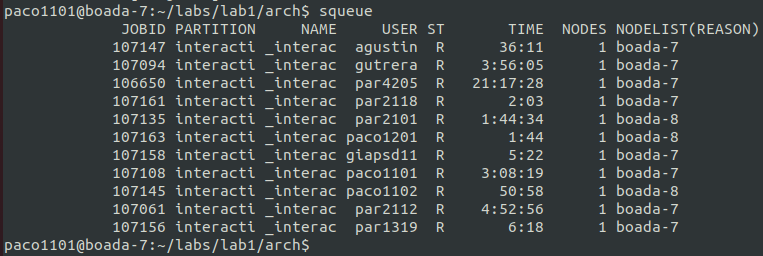 paco1101@boada-7:~/labs/lab1/arch$ squeue
JOBID PARTITION NAME USER ST TIME NODES NODELIST(REASON)
107147 interacti _interac agustin R 36:11 1 boada-7
107094 interacti _interac gutrera R 3:56:05 1 boada-7
106650 interacti _interac par4205 R 21:17:28 1 boada-7
107161 interacti _interac par2118 R 2:03 1 boada-7
107135 interacti _interac par2101 R 1:44:34 1 boada-8
107163 interacti _interac paco1201 R 1:44 1 boada-8
107158 interacti _interac giapsd11 R 5:22 1 boada-7
107108 interacti _interac paco1101 R 3:08:19 1 boada-7
107145 interacti _interac paco1102 R 50:58 1 boada-8
107061 interacti _interac par2112 R 4:52:56 1 boada-7
107156 interacti _interac par1319 R 6:18 1 boada-7
paco1101@boada-7:~/labs/lab1/arch$